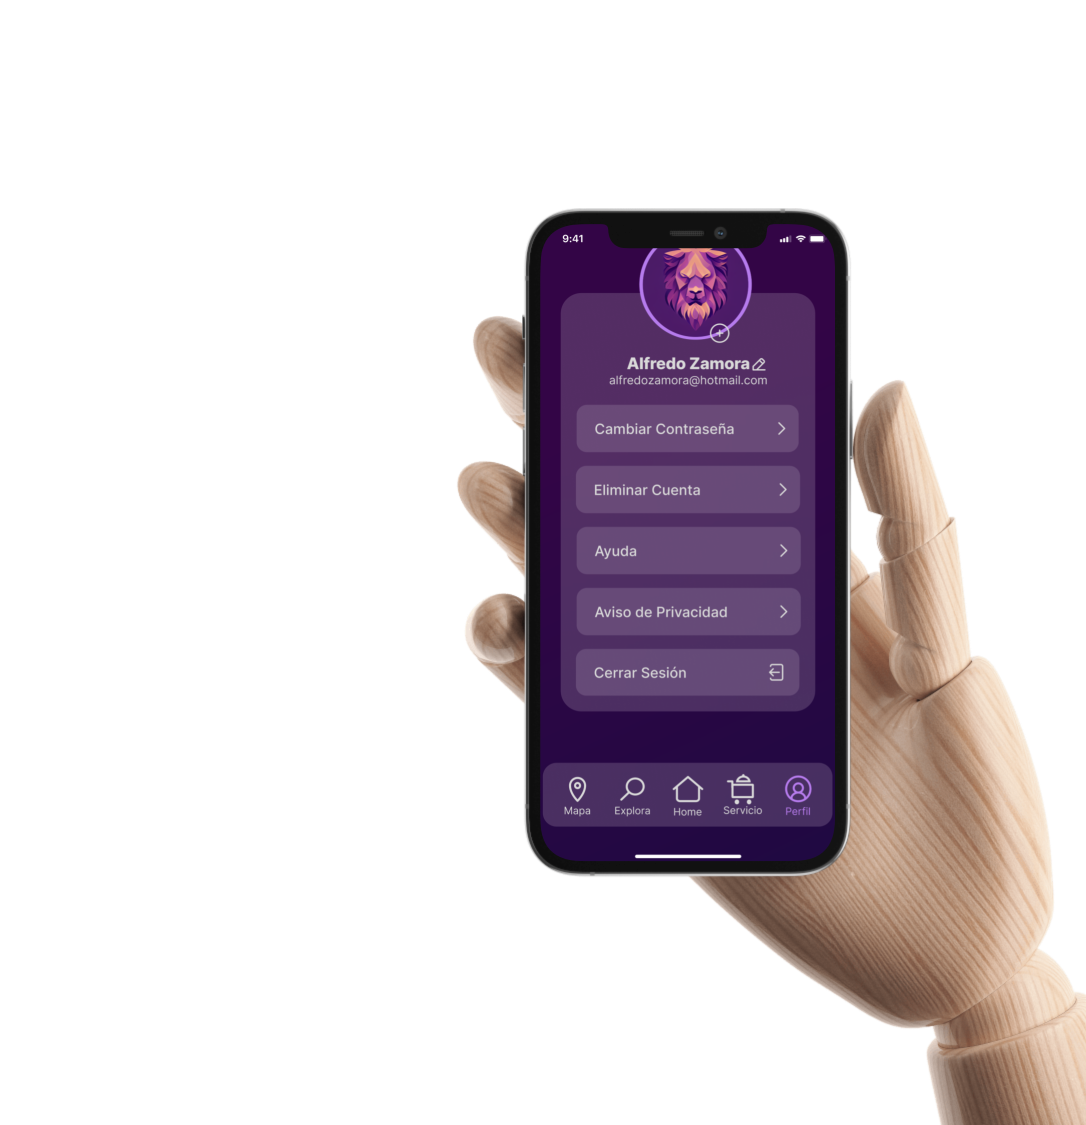 9:41
Alfredo Zamora
alfredozamora@hotmail.com
Cambiar Contraseña
Eliminar Cuenta
Ayuda
Aviso de Privacidad
Cerrar Sesión
Mapa Explora Home Servicio Perfil